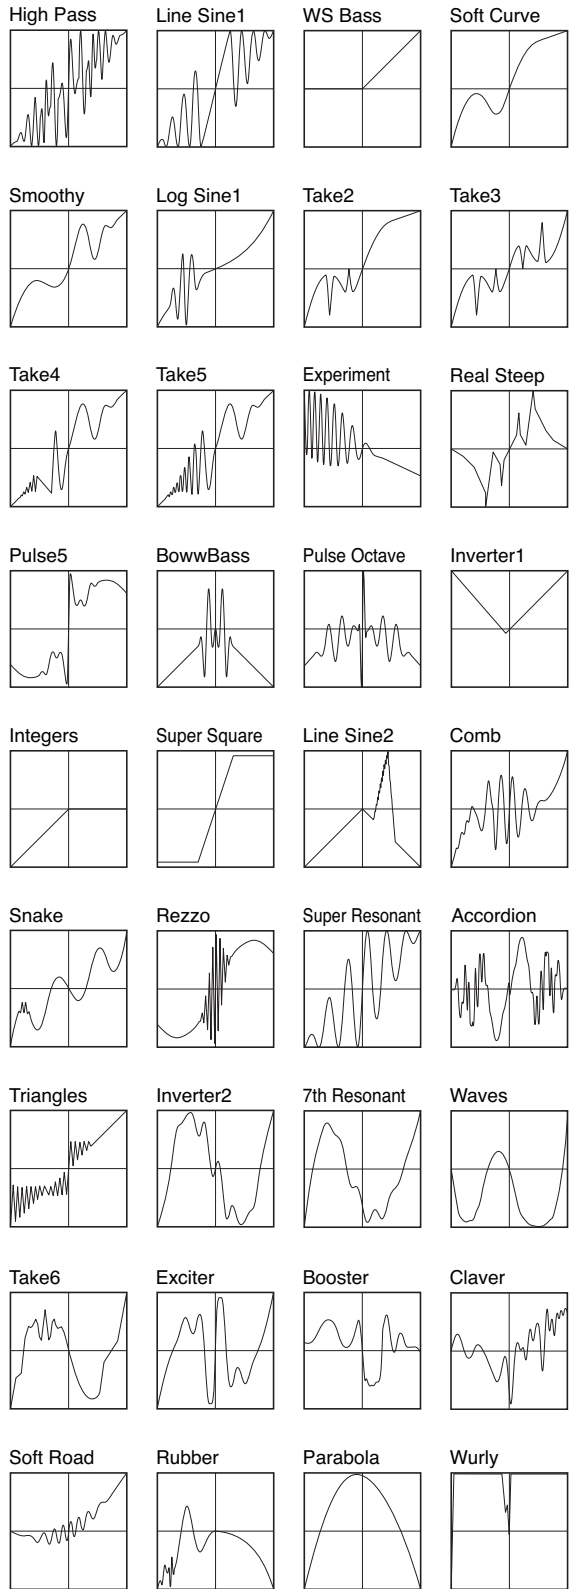 High Pass
Line Sine1
WS Bass
Soft Curve
Smoothy
Log Sine1
Take2
Take3
Take4
Take5
Experiment
Real Steep
Pulse5
BowwBass
Pulse Octave
Inverter1
Integers
Super Square
Line Sine2
Comb
Snake
Rezzo
Super Resonant
Accordion
Triangles
Inverter2
7th Resonant
Waves
Take6
Exciter
Booster
Claver
Soft Road
Rubber
Parabola
Wurly